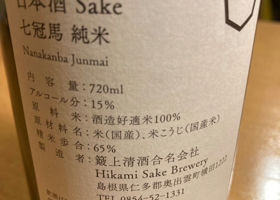 日本酒 Sake
七冠馬 純米
Nanakanba Junmai
内容量：720ml
アルコール分：15%
原料米：酒造好適米100%
原材料名：米（国産）、米こうじ（国産米）
精米歩合：65%
製造者：簸上清酒合名会社
Hikami Sake Brewery
島根県仁多郡奥出雲町横田1222
TEL 0854-52-1331